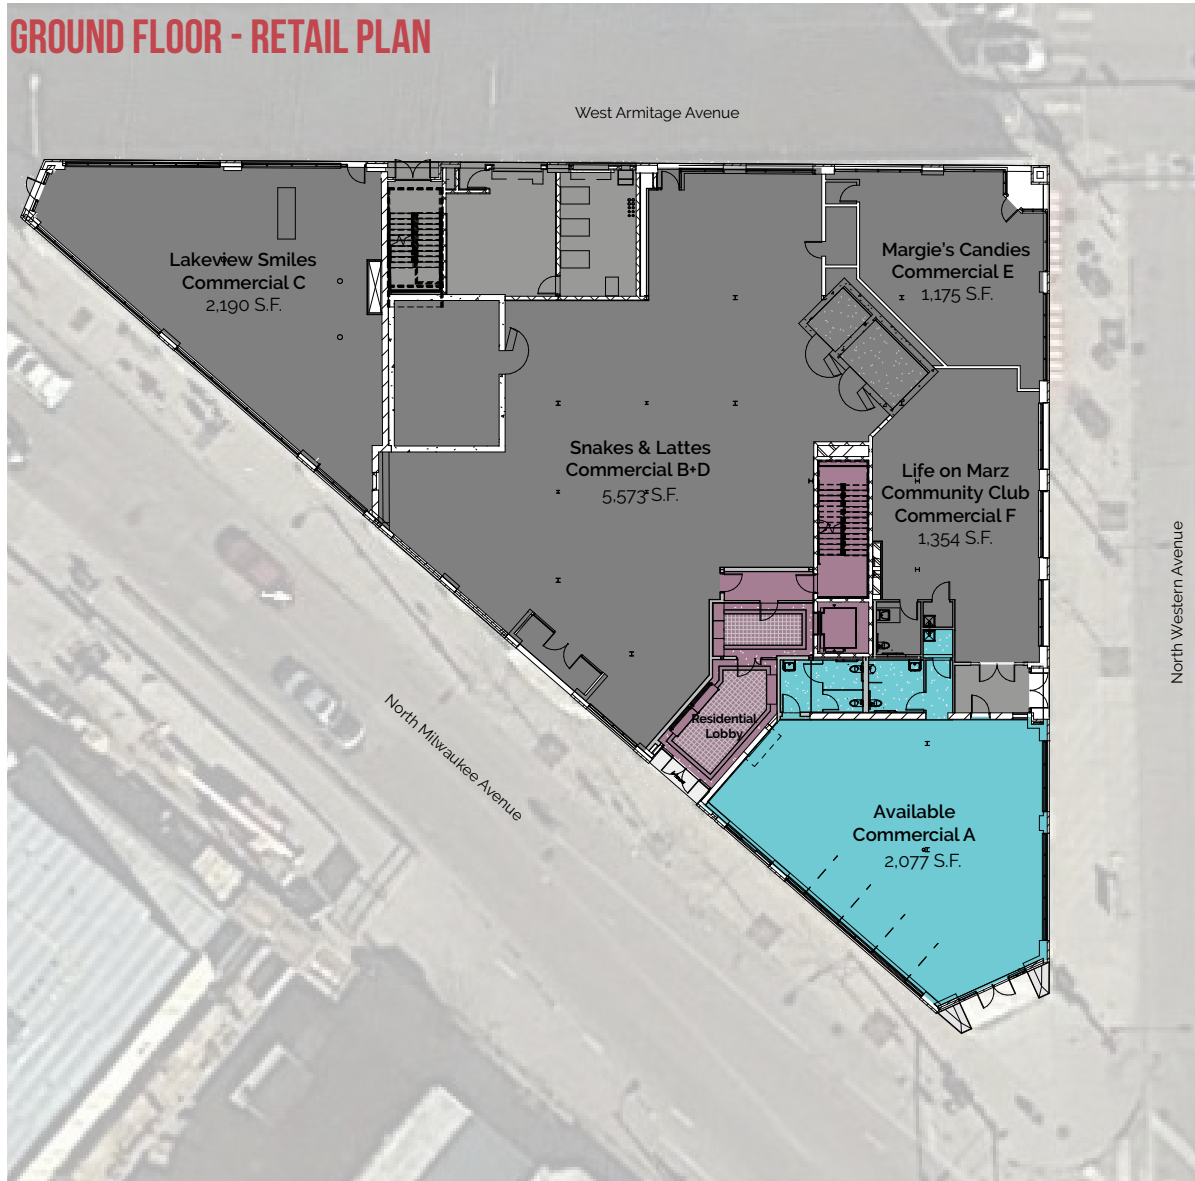 GROUND FLOOR - RETAIL PLAN
West Armitage Avenue
Lakeview Smiles
Commercial C
2,190 S.F.
Margie's Candies
Commercial E
1,175 S.F.
Snakes & Lattes
Commercial B+D
5,573 S.F.
Life on Marz
Community Club
Commercial F
1,354 S.F.
North Western Avenue
North Milwaukee Avenue
Residential
Lobby
Available
Commercial A
2,077 S.F.